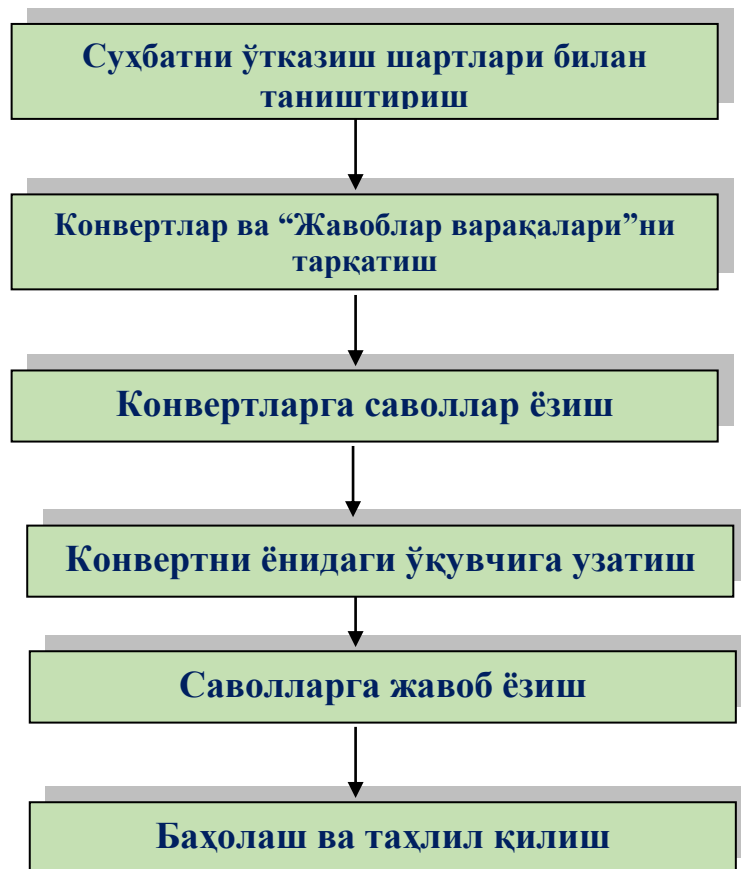 Суҳбатни ўтказиш шартлари билан
таништириш
Конвертлар ва “Жавоблар варақалари”ни
тарқатиш
Конвертларга саволлар ёзиш
Конвертни ёнидаги ўқувчига узатиш
Саволларга жавоб ёзиш
Баҳолаш ва таҳлил қилиш